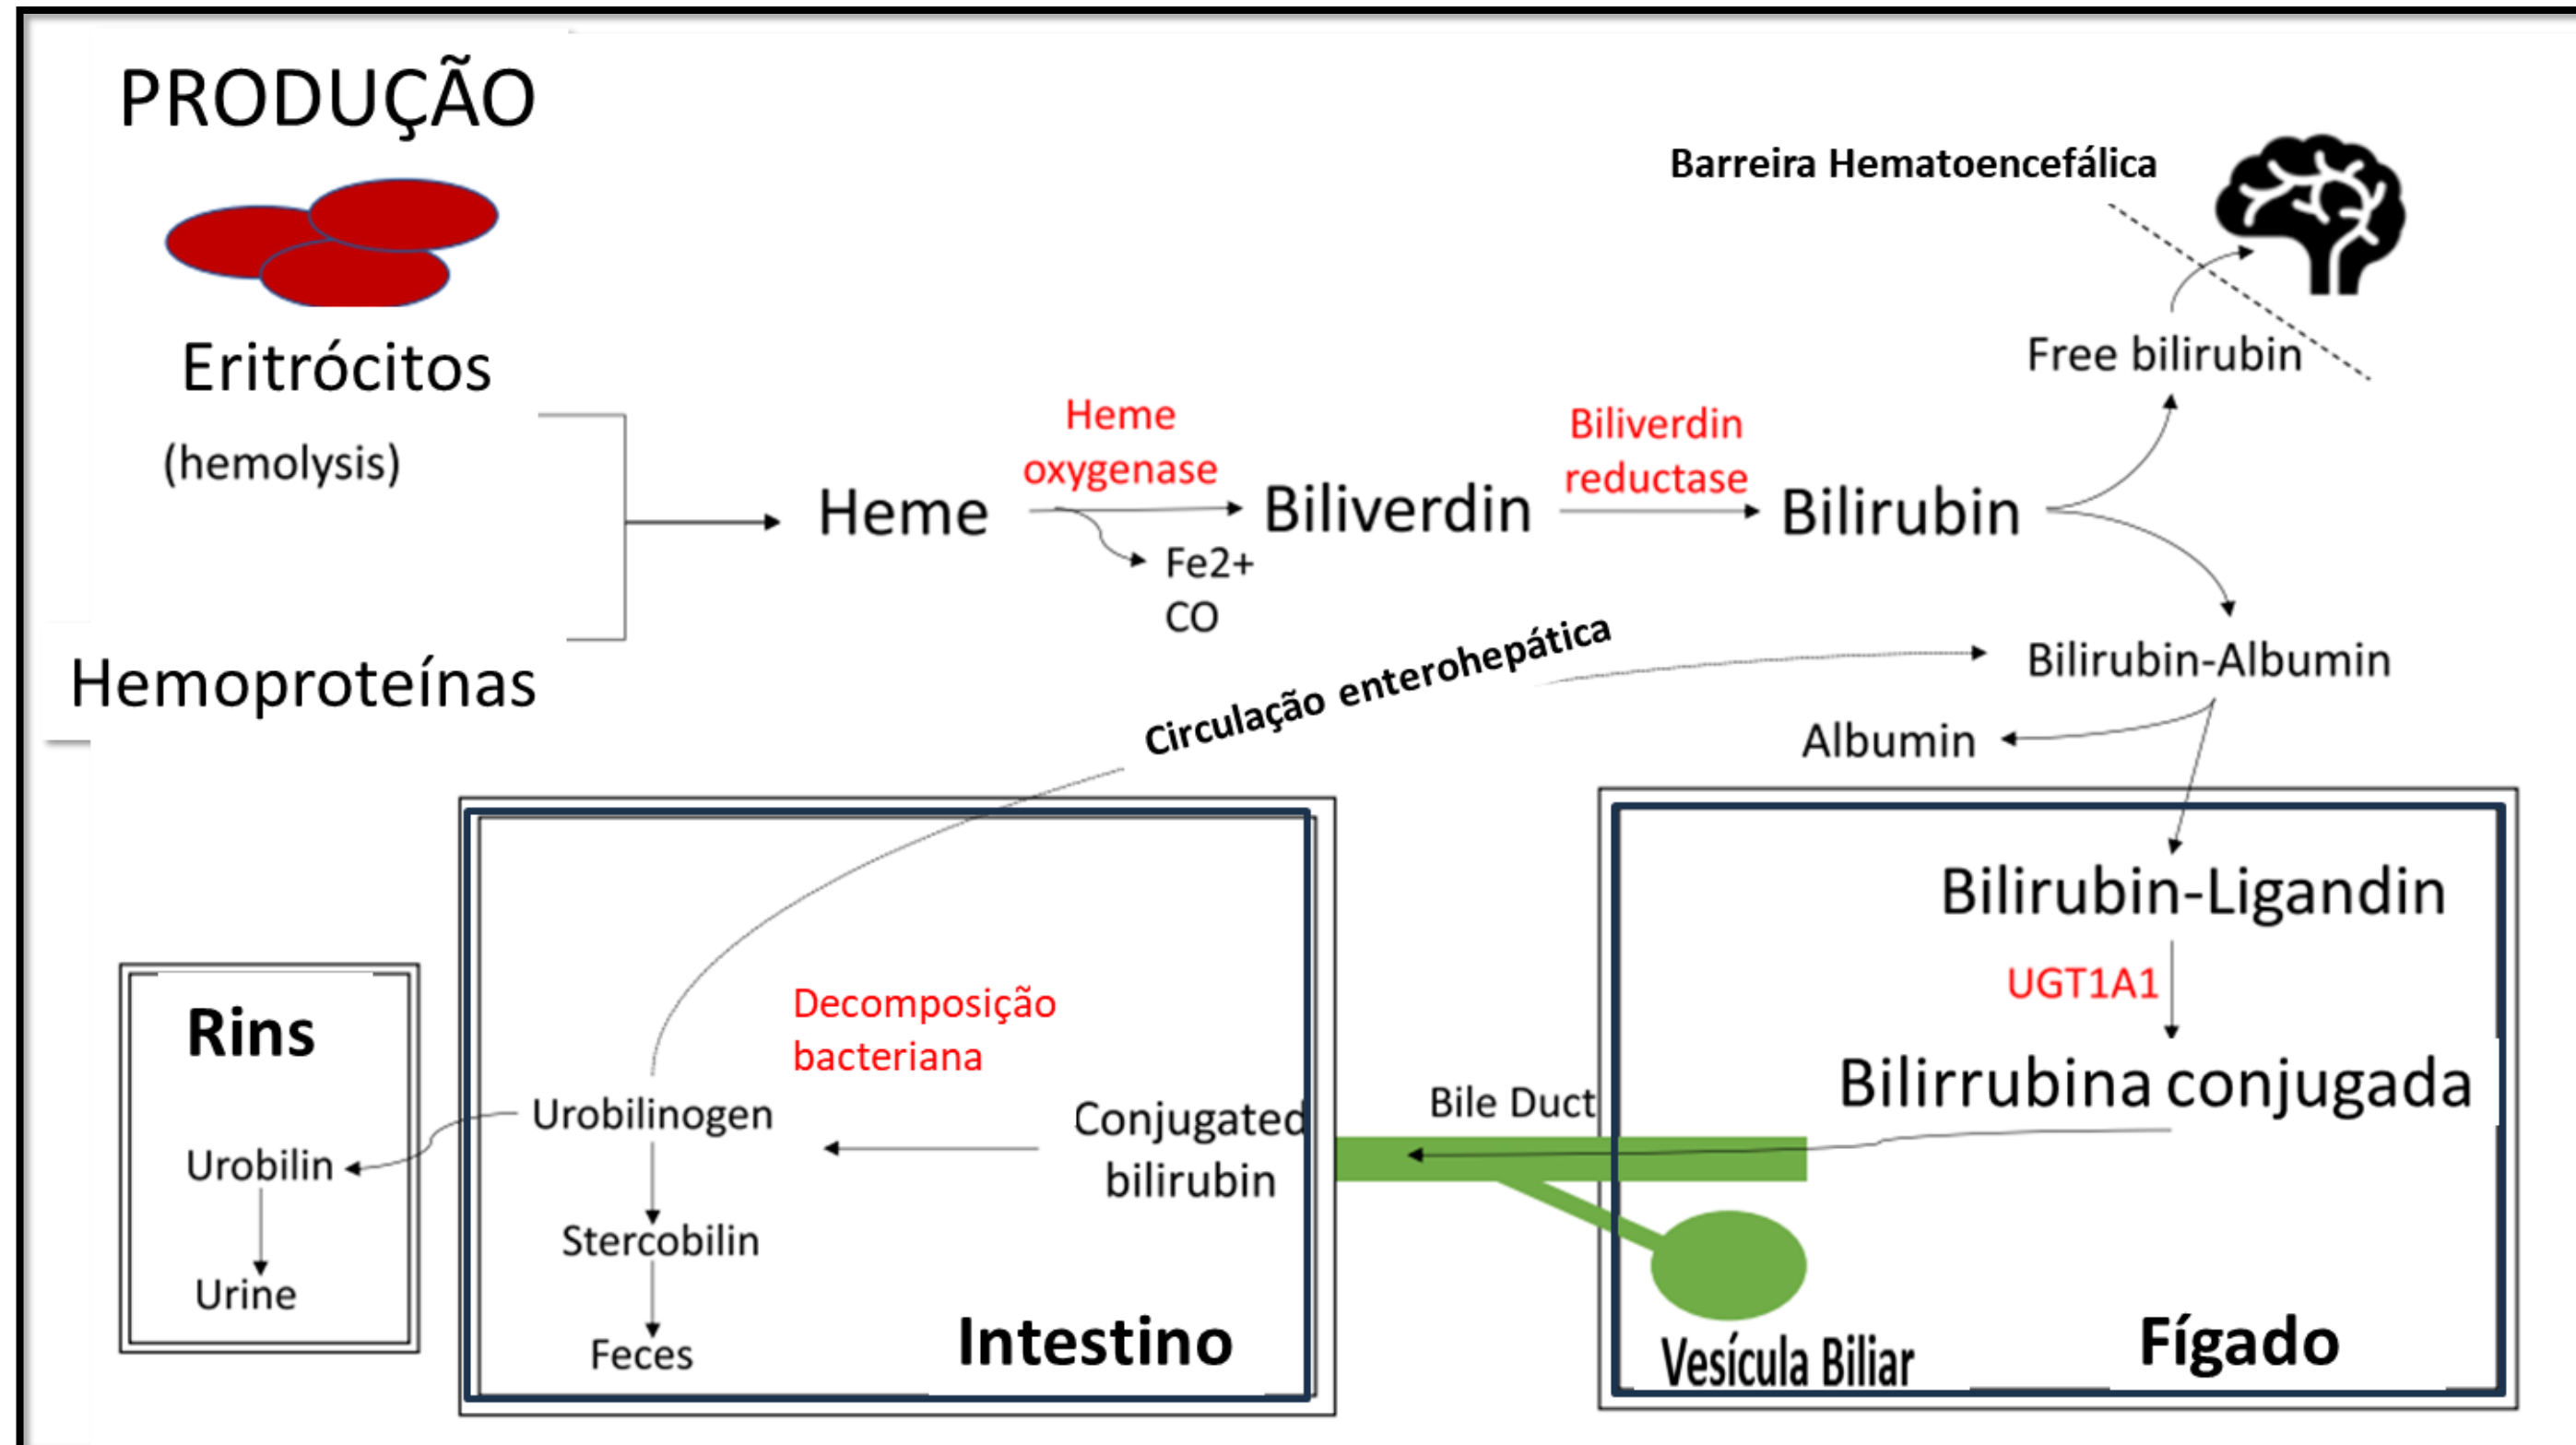 PRODUÇÃO
Barreira Hematoencefálica
Eritrócitos
(hemolysis)
Hemoproteínas
Heme
Heme
oxygenase
Fe2+
CO
Biliverdin
Biliverdin
reductase
Bilirubin
Free bilirubin
Bilirubin-Albumin
Albumin
Circulação enterohepática
Bilirubin-Ligandin
UGT1A1
Bilirrubina conjugada
Bile Duct
Vesícula Biliar
Fígado
Conjugated
bilirubin
Decomposição
bacteriana
Urobilinogen
Stercobilin
Feces
Intestino
Rins
Urobilin
Urine